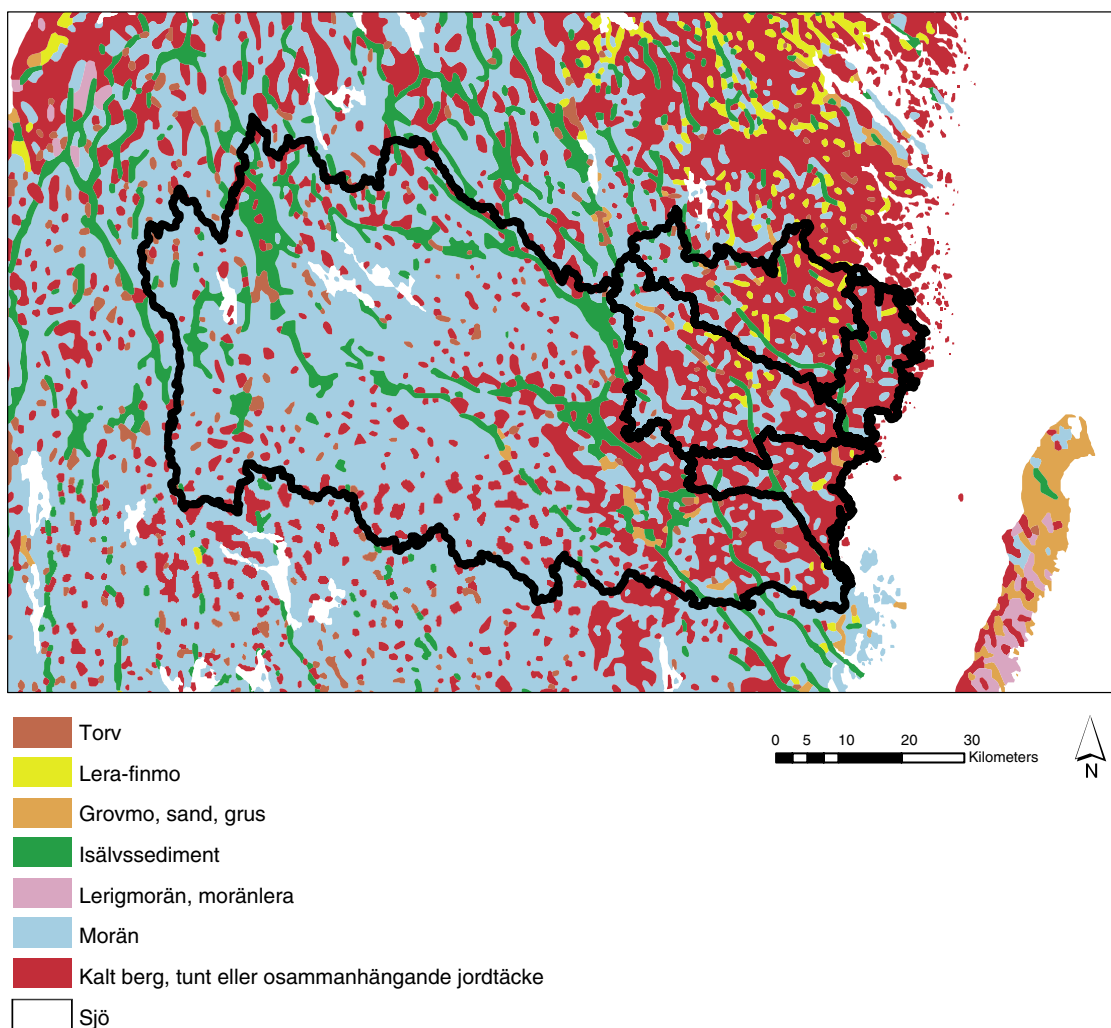 Torv
Lera-finmo
Grovmo, sand, grus
Isälvssediment
Lerigmorän, moränlera
Morän
Kalt berg, tunt eller osammanhängande jordtäcke
Sjö
0 5 10 20 30
Kilometers
N